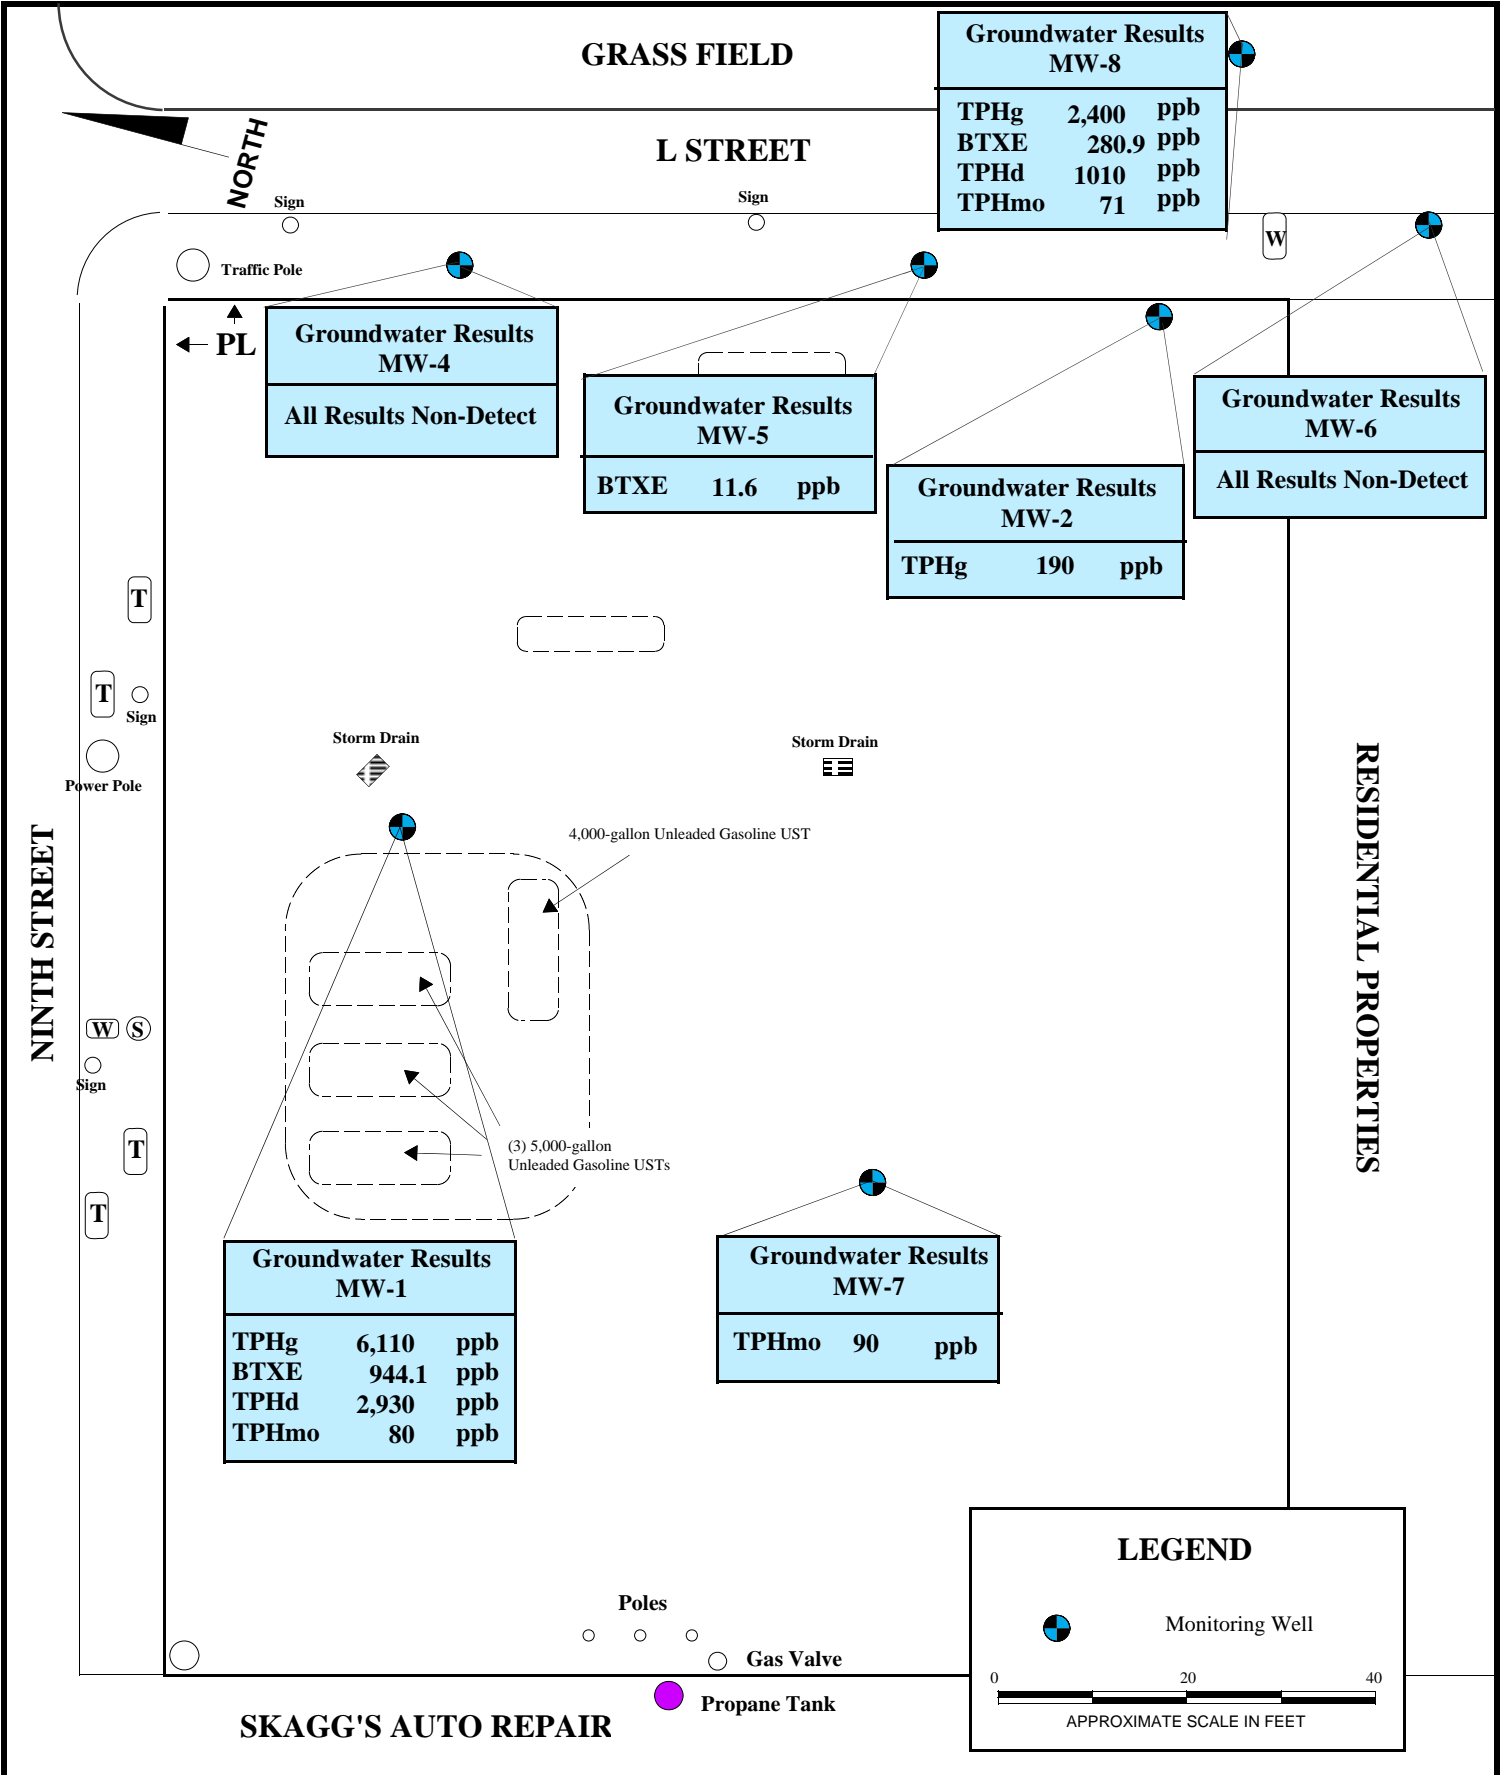 GRASS FIELD
Groundwater Results
MW-8
TPHg 2,400 ppb
BTXE 280.9 ppb
TPHd 1010 ppb
TPHmo 71 ppb
NORTH
L STREET
Sign
Sign
W
Traffic Pole
PL
Groundwater Results
MW-4
All Results Non-Detect
Groundwater Results
MW-5
BTXE 11.6 ppb
Groundwater Results
MW-2
TPHg 190 ppb
Groundwater Results
MW-6
All Results Non-Detect
T
T
Sign
Power Pole
Storm Drain
Storm Drain
4,000-gallon Unleaded Gasoline UST
NINTH STREET
RESIDENTIAL PROPERTIES
W S
Sign
T
T
(3) 5,000-gallon
Unleaded Gasoline USTs
Groundwater Results
MW-1
TPHg 6,110 ppb
BTXE 944.1 ppb
TPHd 2,930 ppb
TPHmo 80 ppb
Groundwater Results
MW-7
TPHmo 90 ppb
Poles
Gas Valve
Propane Tank
SKAGG'S AUTO REPAIR
LEGEND
Monitoring Well
0 20 40
APPROXIMATE SCALE IN FEET